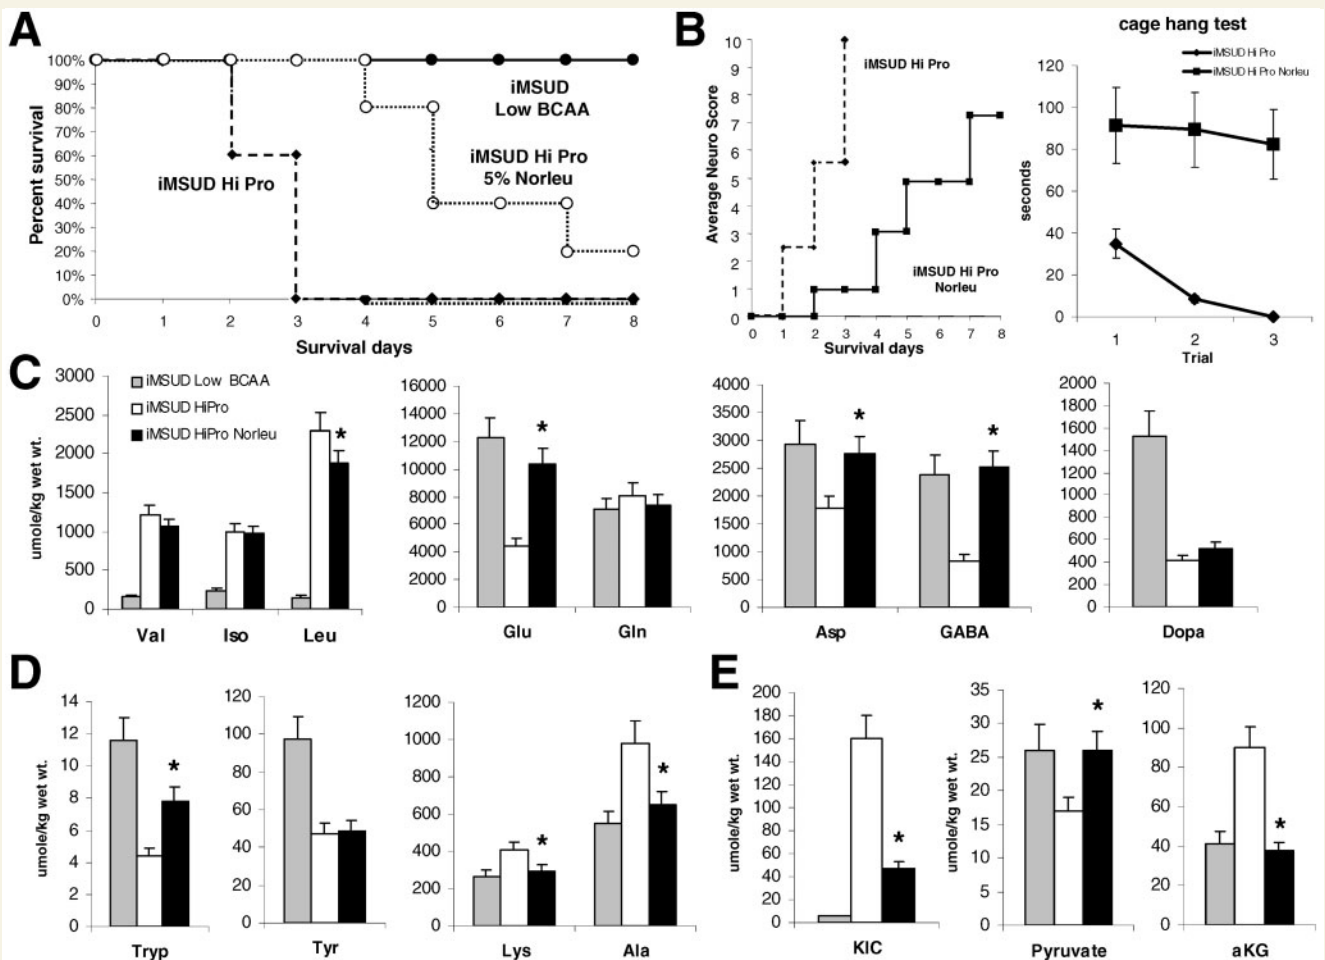 A
Percent survival
100%
90%
80%
70%
60%
50%
40%
30%
20%
10%
0%
iMSUD
Low BCAA
iMSUD Hi Pro
5% Norleu
iMSUD Hi Pro
0 1 2 3 4 5 6 7 8
Survival days
B
Average Neuro Score
10
9
8
7
6
5
4
3
2
1
0
iMSUD Hi Pro
iMSUD Hi Pro
Norleu
0 1 2 3 4 5 6 7 8
Survival days
cage hang test
iMSUD Hi Pro
iMSUD Hi Pro Norleu
seconds
120
100
80
60
40
20
0
1 2 3
Trial
C
umole/kg wet wt.
3000
2500
2000
1500
1000
500
0
iMSUD Low BCAA
iMSUD HiPro
iMSUD HiPro Norleu
*
Val Iso Leu
16000
14000
12000
10000
8000
6000
4000
2000
0
*
Glu Gln
4000
3500
3000
2500
2000
1500
1000
500
0
* *
Asp GABA
2000
1800
1600
1400
1200
1000
800
600
400
200
0
Dopa
D
umole/kg wet wt.
14
12
10
8
6
4
2
0
*
Tryp
120
100
80
60
40
20
0
Tyr
1200
1000
800
600
400
200
0
* *
Lys Ala
E
umole/kg wet wt.
200
180
160
140
120
100
80
60
40
20
0
*
KIC
umole/kg wet wt.
35
30
25
20
15
10
5
0
*
Pyruvate
120
100
80
60
40
20
0
*
aKG